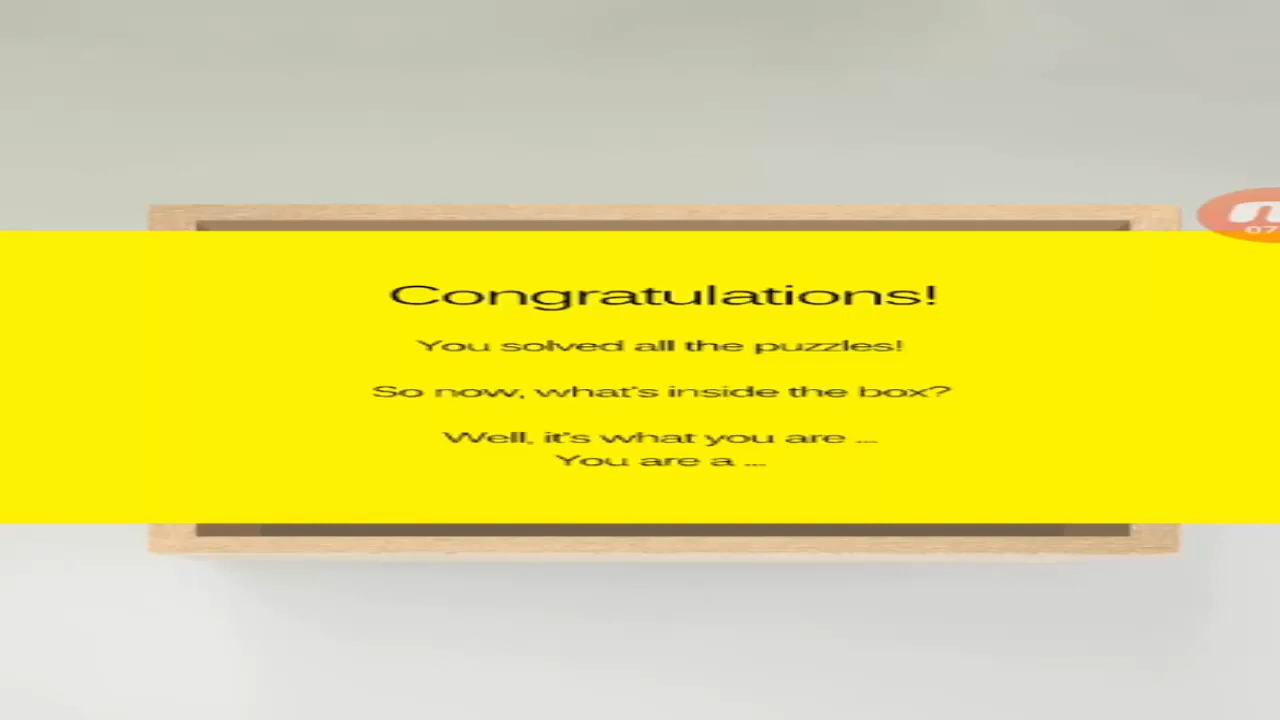 Congratulations!
You solved all the puzzles!
So now, what's inside the box?
Well, it's what you are ...
You are a ...
07